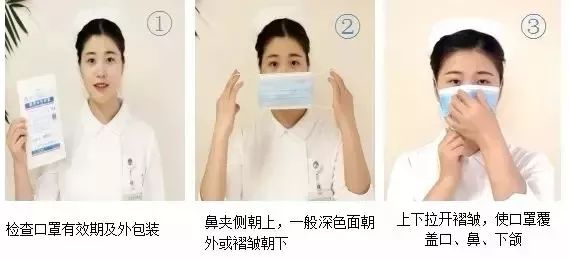 ①
②
③
检查口罩有效期及外包装
鼻夹侧朝上，一般深色面朝
外或褶皱朝下
上下拉开褶皱，使口罩覆
盖口、鼻、下颌